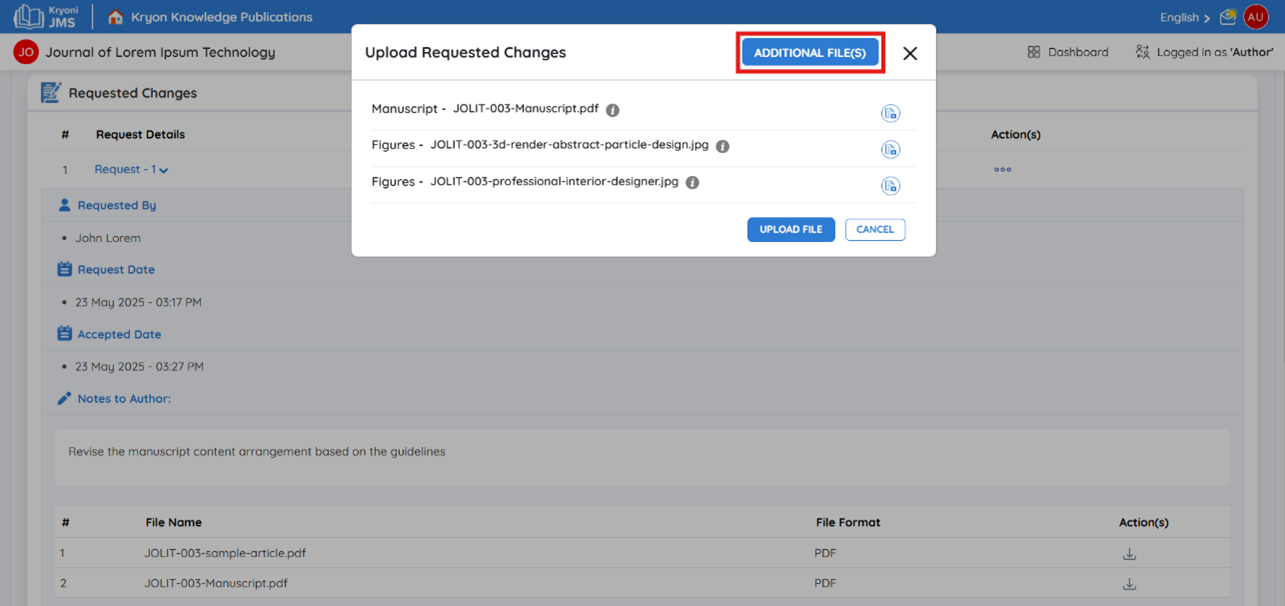 Kryoni
JMS
Kryon Knowledge Publications
English
AU
JO
Journal of Lorem Ipsum Technology
Dashboard
Logged in as 'Author'
Upload Requested Changes
ADDITIONAL FILE(S)
Manuscript - JOLIT-003-Manuscript.pdf
Figures - JOLIT-003-3d-render-abstract-particle-design.jpg
Figures - JOLIT-003-professional-interior-designer.jpg
UPLOAD FILE
CANCEL
Requested Changes
# Request Details Action(s)
1 Request - 1
Requested By
• John Lorem
Request Date
• 23 May 2025 - 03:17 PM
Accepted Date
• 23 May 2025 - 03:27 PM
Notes to Author:
Revise the manuscript content arrangement based on the guidelines
# File Name File Format Action(s)
1 JOLIT-003-sample-article.pdf PDF
2 JOLIT-003-Manuscript.pdf PDF